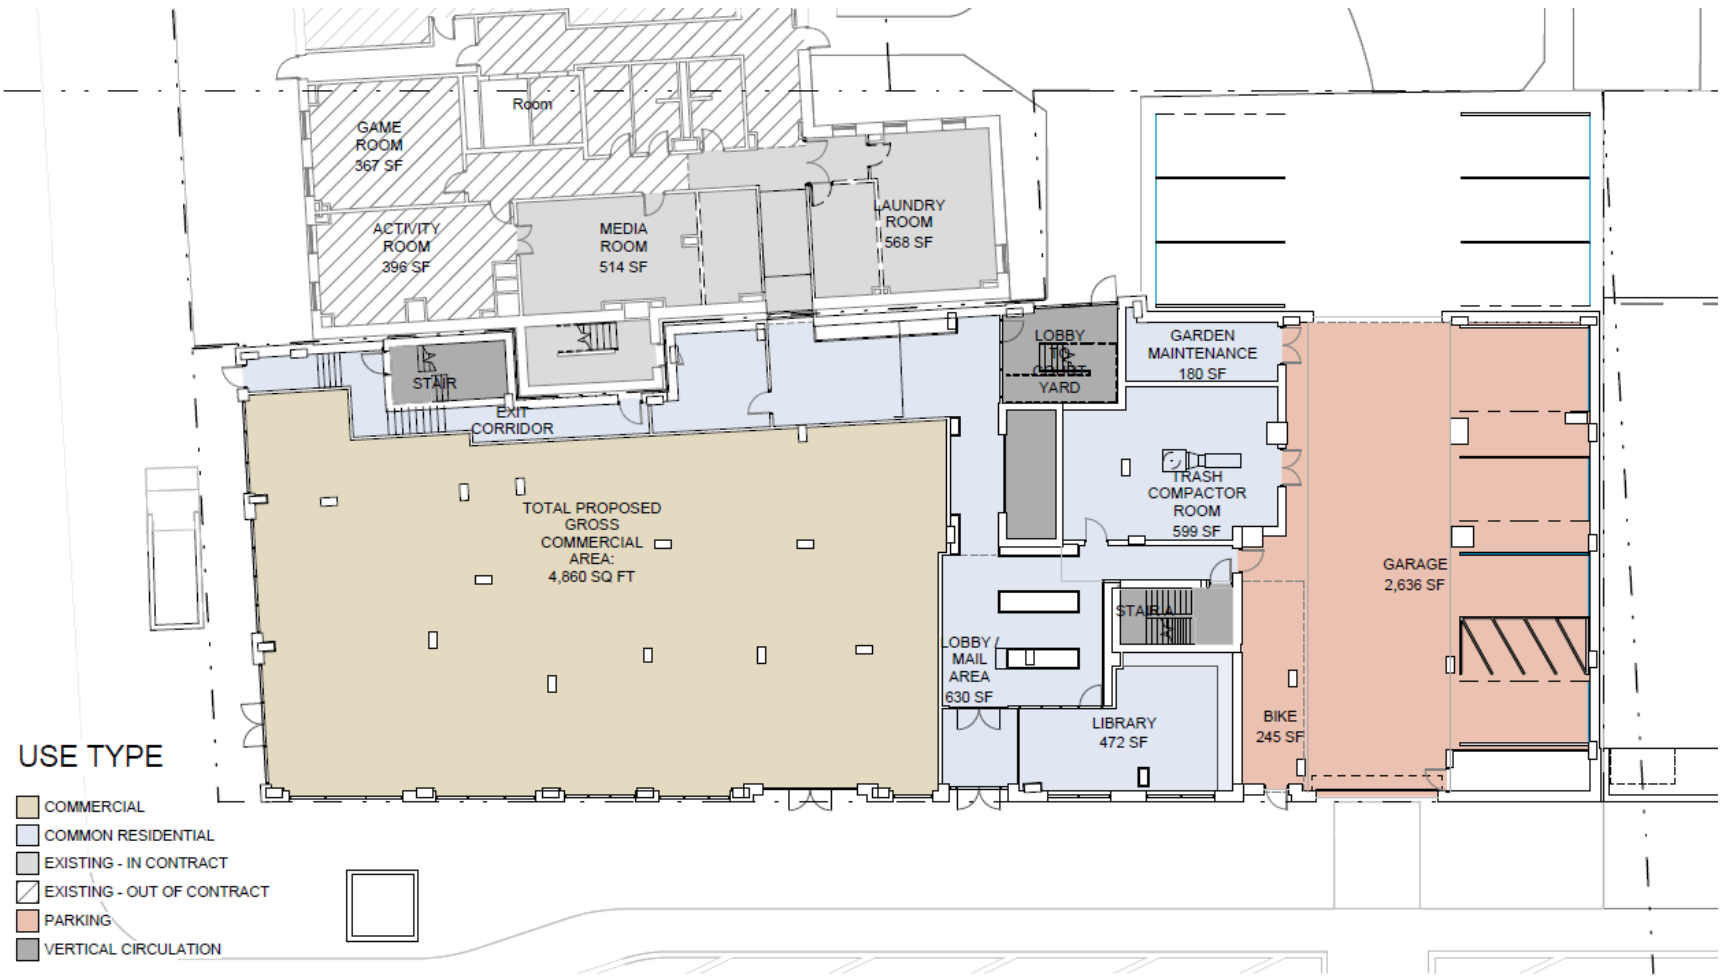 Room
GAME
ROOM
367 SF
ACTIVITY
ROOM
396 SF
MEDIA
ROOM
514 SF
LAUNDRY
ROOM
568 SF
STAIR
EXIT
CORRIDOR
LOBBY
TO
COURT
YARD
GARDEN
MAINTENANCE
180 SF
TRASH
COMPACTOR
ROOM
599 SF
TOTAL PROPOSED
GROSS
COMMERCIAL
AREA:
4,860 SQ FT
GARAGE
2,636 SF
STAIR A
LOBBY /
MAIL
AREA
630 SF
LIBRARY
472 SF
BIKE
245 SF
USE TYPE
COMMERCIAL
COMMON RESIDENTIAL
EXISTING - IN CONTRACT
EXISTING - OUT OF CONTRACT
PARKING
VERTICAL CIRCULATION